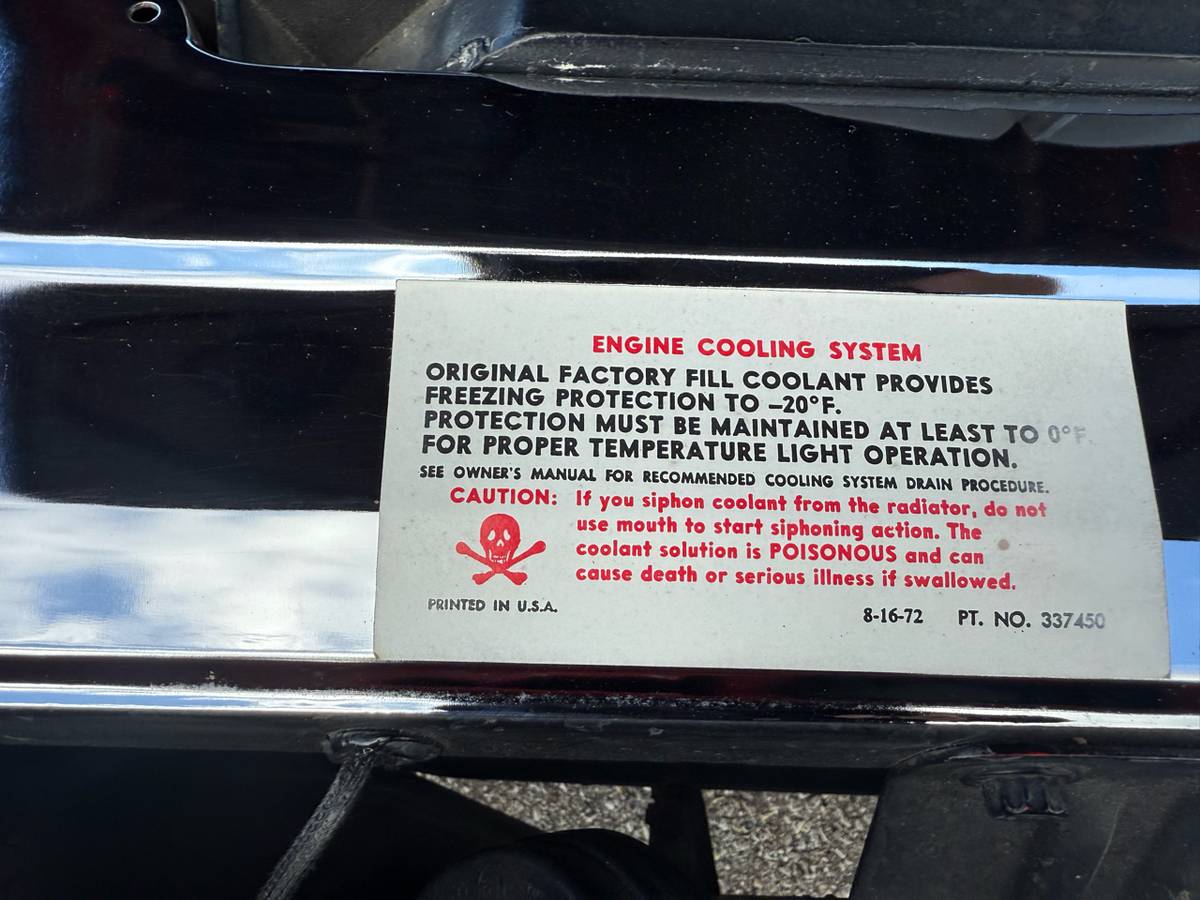 ENGINE COOLING SYSTEM
ORIGINAL FACTORY FILL COOLANT PROVIDES
FREEZING PROTECTION TO –20°F.
PROTECTION MUST BE MAINTAINED AT LEAST TO 0°F.
FOR PROPER TEMPERATURE LIGHT OPERATION.
SEE OWNER'S MANUAL FOR RECOMMENDED COOLING SYSTEM DRAIN PROCEDURE.
CAUTION: If you siphon coolant from the radiator, do not
use mouth to start siphoning action. The
coolant solution is POISONOUS and can
cause death or serious illness if swallowed.
PRINTED IN U.S.A. 8-16-72 PT. NO. 337450